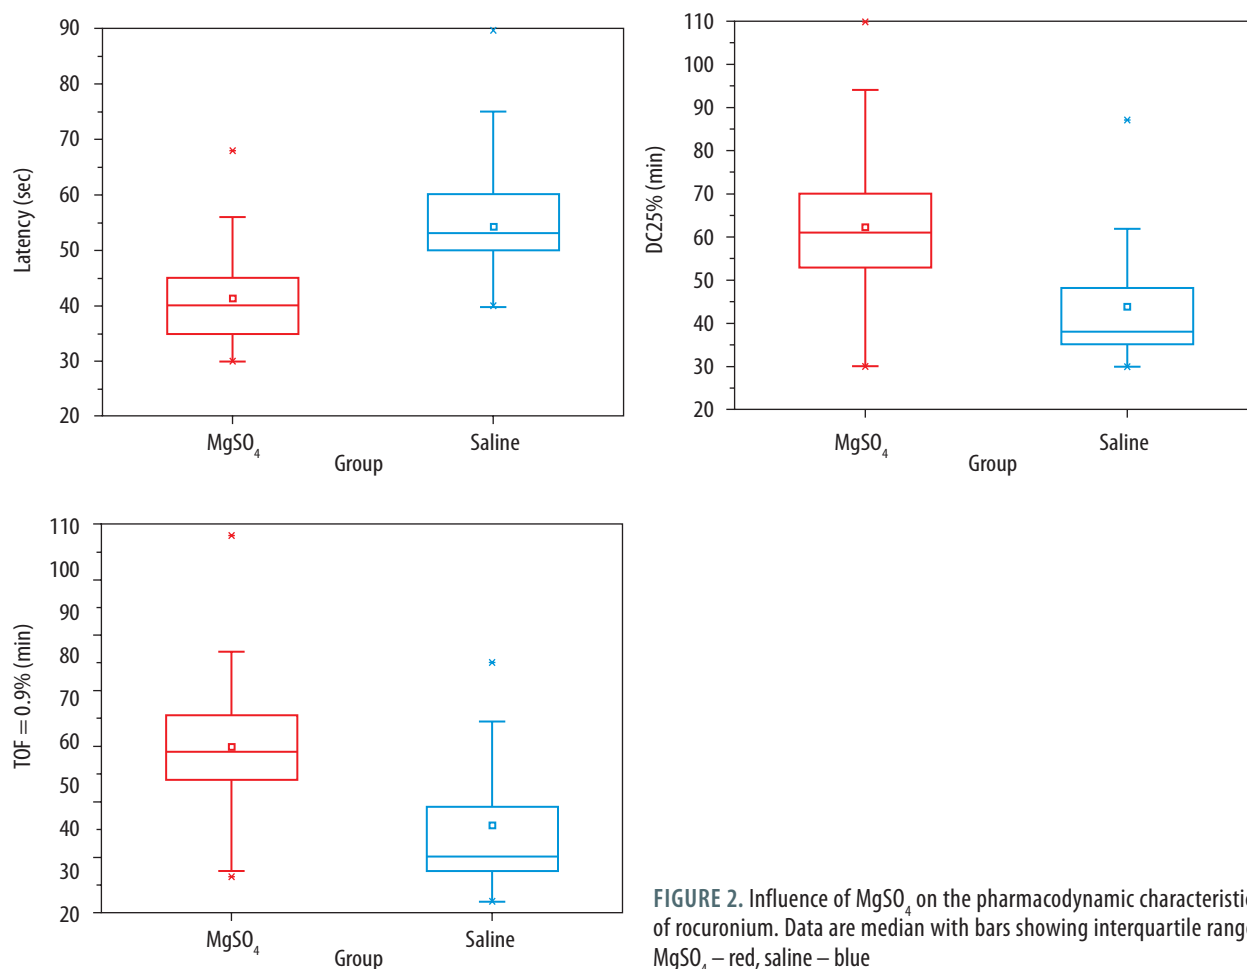 90
80
70
60
50
40
30
20
Latency (sec)
MgSO4 Saline
Group
110
100
90
80
70
60
50
40
30
20
DC25% (min)
MgSO4 Saline
Group
110
100
90
80
70
60
50
40
30
20
TOF = 0.9% (min)
MgSO4 Saline
Group
FIGURE 2. Influence of MgSO4 on the pharmacodynamic characteristic
of rocuronium. Data are median with bars showing interquartile range
MgSO4 – red, saline – blue